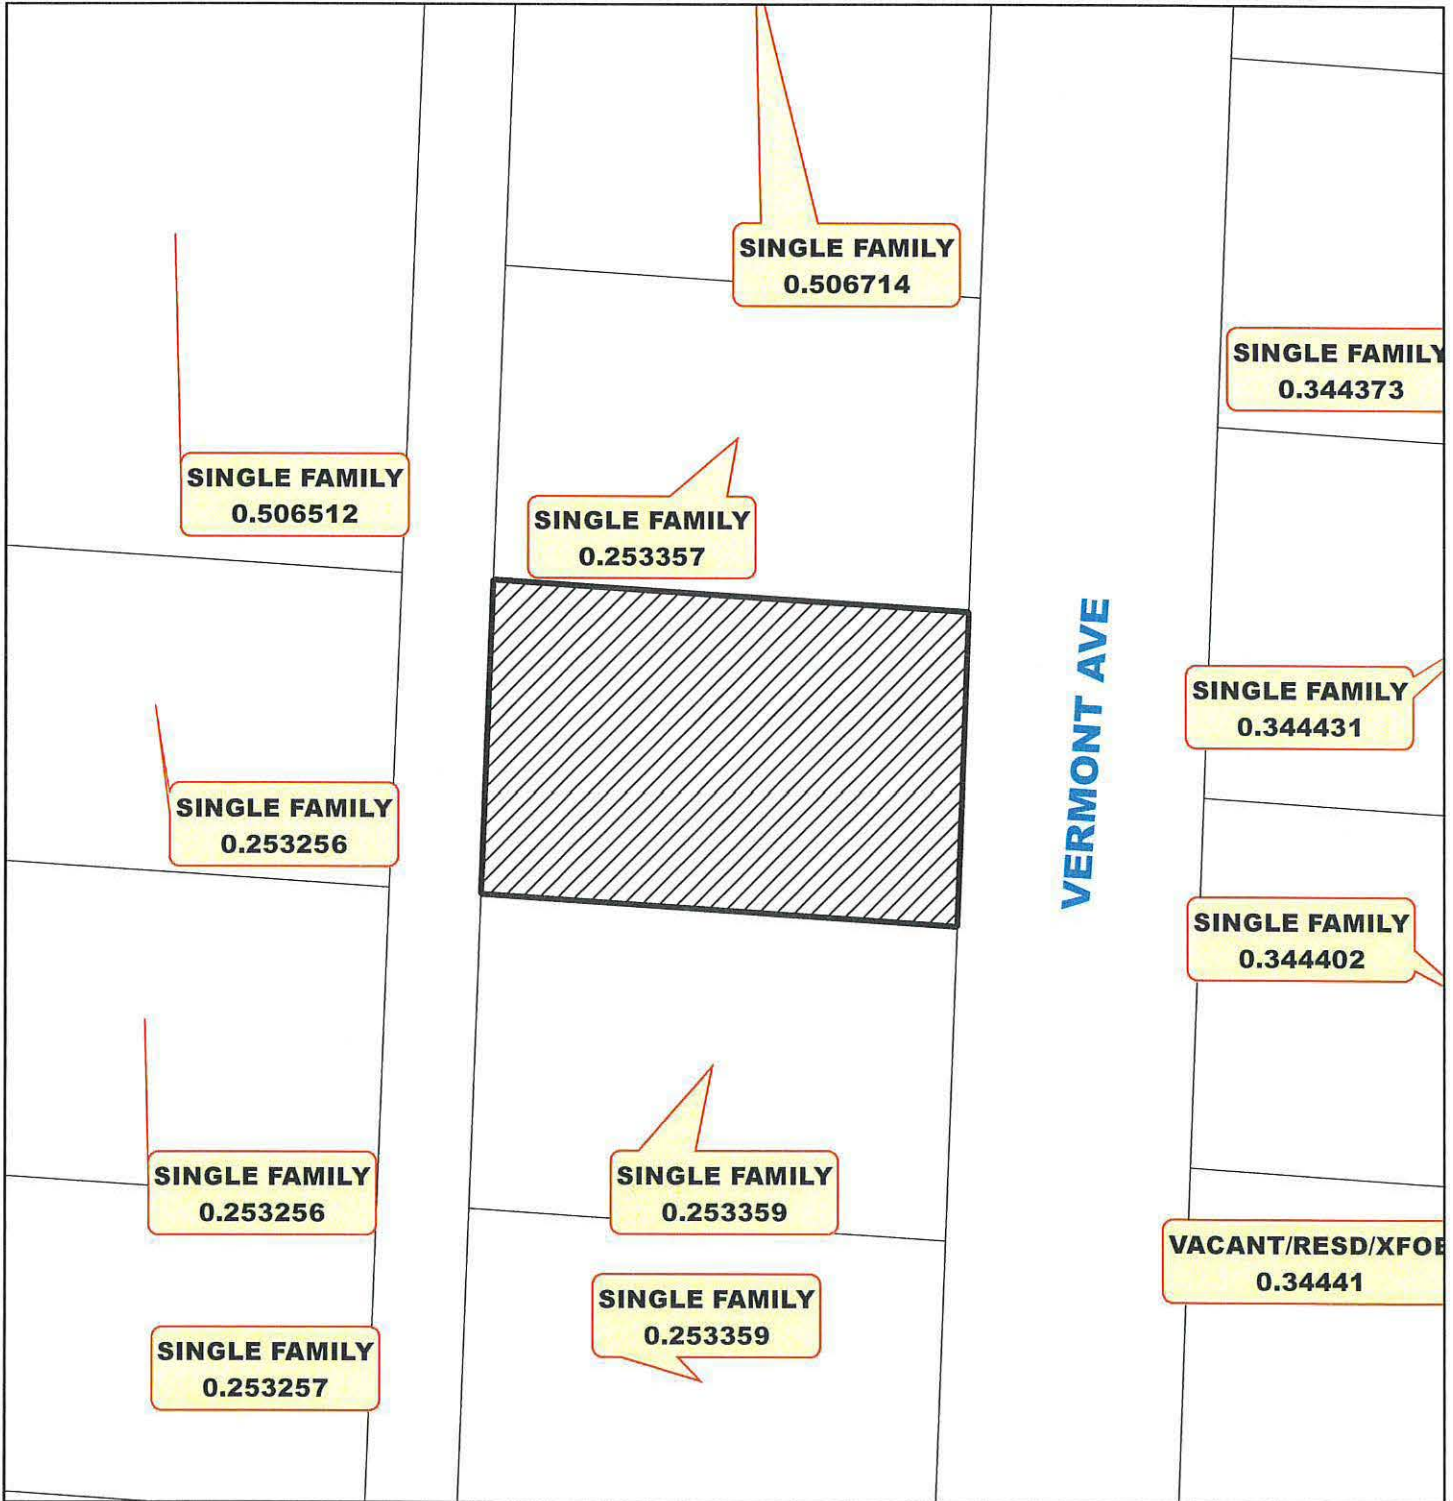 SINGLE FAMILY
0.506714
SINGLE FAMILY
0.344373
SINGLE FAMILY
0.506512
SINGLE FAMILY
0.253357
VERMONT AVE
SINGLE FAMILY
0.344431
SINGLE FAMILY
0.253256
SINGLE FAMILY
0.344402
SINGLE FAMILY
0.253256
SINGLE FAMILY
0.253359
VACANT/RESD/XFOB
0.34441
SINGLE FAMILY
0.253359
SINGLE FAMILY
0.253257